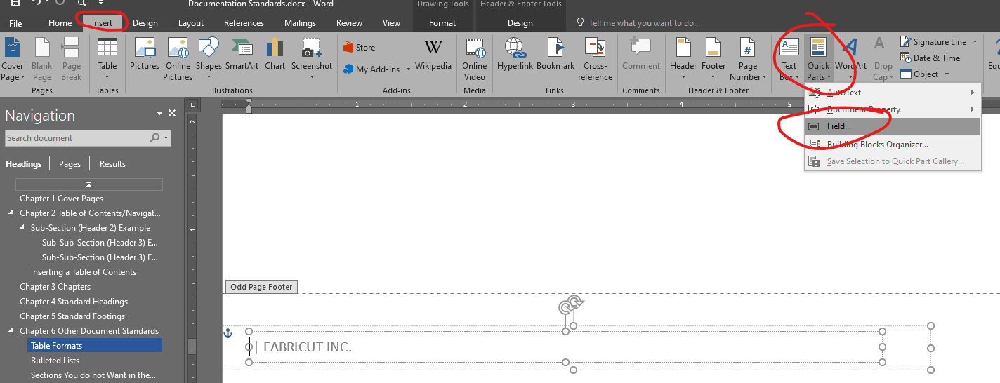 Documentation Standards.docx - Word
Drawing Tools
Header & Footer Tools
File
Home
Insert
Design
Layout
References
Mailings
Review
View
Format
Design
Tell me what you want to do...
Cover Page
Blank Page
Page Break
Table
Pictures
Online Pictures
Shapes
SmartArt
Chart
Screenshot
Store
My Add-ins
Wikipedia
Online Video
Hyperlink
Bookmark
Cross-reference
Comment
Header
Footer
Page Number
Text Box
Quick Parts
WordArt
Drop Cap
Signature Line
Date & Time
Object
Pages
Tables
Illustrations
Add-ins
Media
Links
Comments
Header & Footer
AutoText
Document Property
Field...
Building Blocks Organizer...
Save Selection to Quick Part Gallery...
Navigation
Search document
Headings
Pages
Results
Chapter 1 Cover Pages
Chapter 2 Table of Contents/Navigat...
Sub-Section (Header 2) Example
Sub-Sub-Section (Header 3) E...
Sub-Sub-Section (Header 3) E...
Inserting a Table of Contents
Chapter 3 Chapters
Chapter 4 Standard Headings
Chapter 5 Standard Footings
Chapter 6 Other Document Standards
Table Formats
Bulleted Lists
Sections You do Not Want in the...
L
1 2 3 4 5
2
1
Odd Page Footer
| FABRICUT INC.